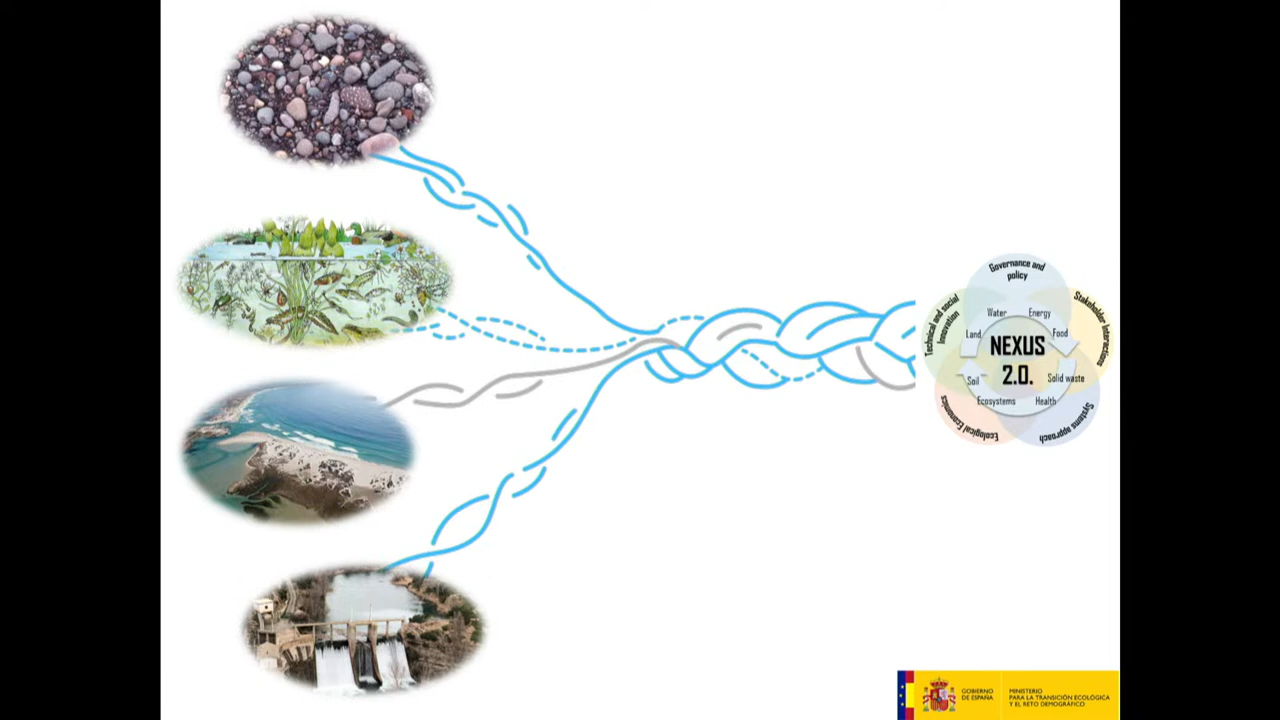 Governance and
policy
Technical and social
Innovation
Stakeholder Interactions
Water
Energy
Land
Food
NEXUS
2.0.
Soil
Solid waste
Ecosystems
Health
Ecological Economics
Systems approach
GOBIERNO
DE ESPAÑA
MINISTERIO
PARA LA TRANSICIÓN ECOLÓGICA
Y EL RETO DEMOGRÁFICO